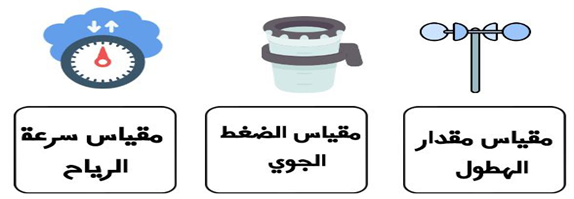 مقياس مقدار
الهطول
مقياس الضغط
الجوي
مقياس سرعة
الرياح